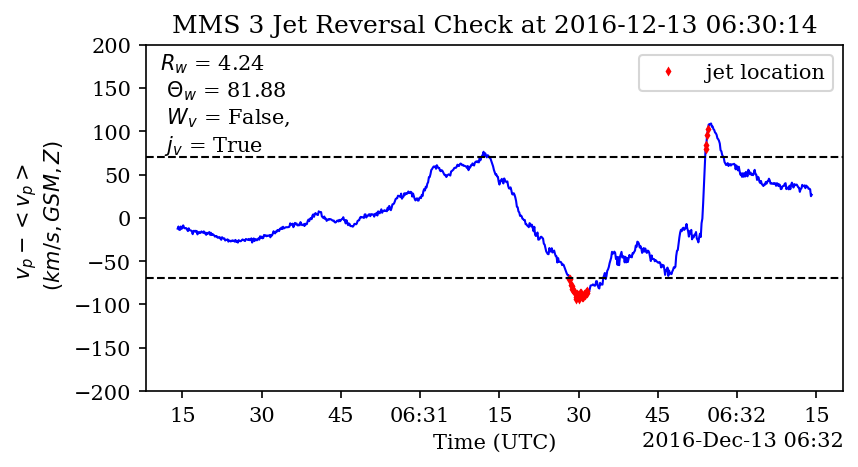 MMS 3 Jet Reversal Check at 2016-12-13 06:30:14
R_w = 4.24
Θ_w = 81.88
W_v = False,
j_v = True
jet location
200
150
100
50
0
−50
−100
−150
−200
v_p − < v_p >
(km/s, GSM, Z)
15 30 45 06:31 15 30 45 06:32 15
Time (UTC)
2016-Dec-13 06:32